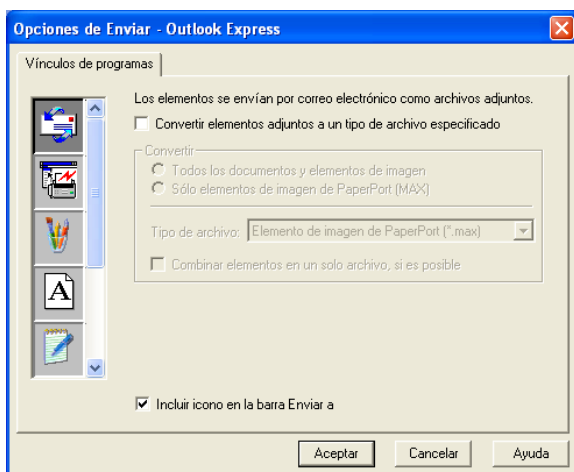 Opciones de Enviar - Outlook Express
Vínculos de programas
Los elementos se envían por correo electrónico como archivos adjuntos.
Convertir elementos adjuntos a un tipo de archivo especificado
Convertir
Todos los documentos y elementos de imagen
Sólo elementos de imagen de PaperPort (MAX)
Tipo de archivo: Elemento de imagen de PaperPort (*.max)
Combinar elementos en un solo archivo, si es posible
A
Incluir icono en la barra Enviar a
Aceptar Cancelar Ayuda